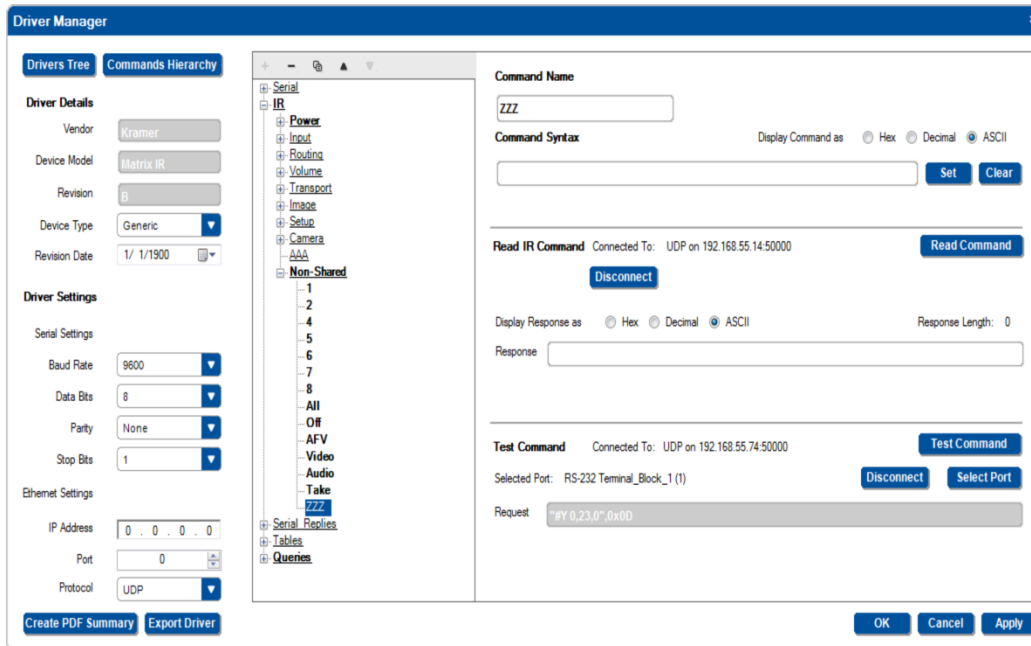 Driver Manager
Drivers Tree
Commands Hierarchy
Driver Details
Vendor
Kramer
Device Model
Matrix IR
Revision
B
Device Type
Generic
Revision Date
1/ 1/1900
Driver Settings
Serial Settings
Baud Rate
9600
Data Bits
8
Parity
None
Stop Bits
1
Ethernet Settings
IP Address
0 . 0 . 0 . 0
Port
0
Protocol
UDP
Create PDF Summary
Export Driver
Serial
IR
Power
Input
Routing
Volume
Transport
Image
Setup
Camera
AAA
Non-Shared
1
2
4
5
6
7
8
All
Off
AFV
Video
Audio
Take
ZZZ
Serial Replies
Tables
Queries
Command Name
ZZZ
Command Syntax
Display Command as Hex Decimal ASCII
Set
Clear
Read IR Command Connected To: UDP on 192.168.55.14:50000
Read Command
Disconnect
Display Response as Hex Decimal ASCII
Response Length: 0
Response
Test Command Connected To: UDP on 192.168.55.74:50000
Test Command
Selected Port: RS-232 Terminal_Block_1 (1)
Disconnect
Select Port
Request
"#Y 0,23,0",0x0D
OK
Cancel
Apply